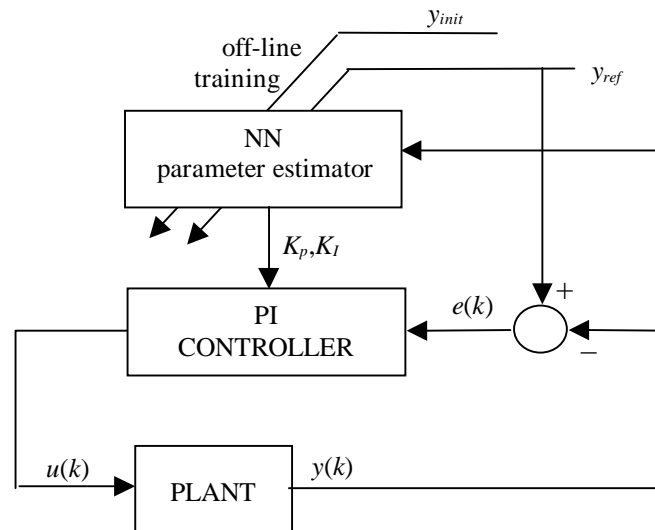 y_init
off-line
training
y_ref
NN
parameter estimator
K_p,K_I
+
e(k)
PI
CONTROLLER
−
u(k)
y(k)
PLANT